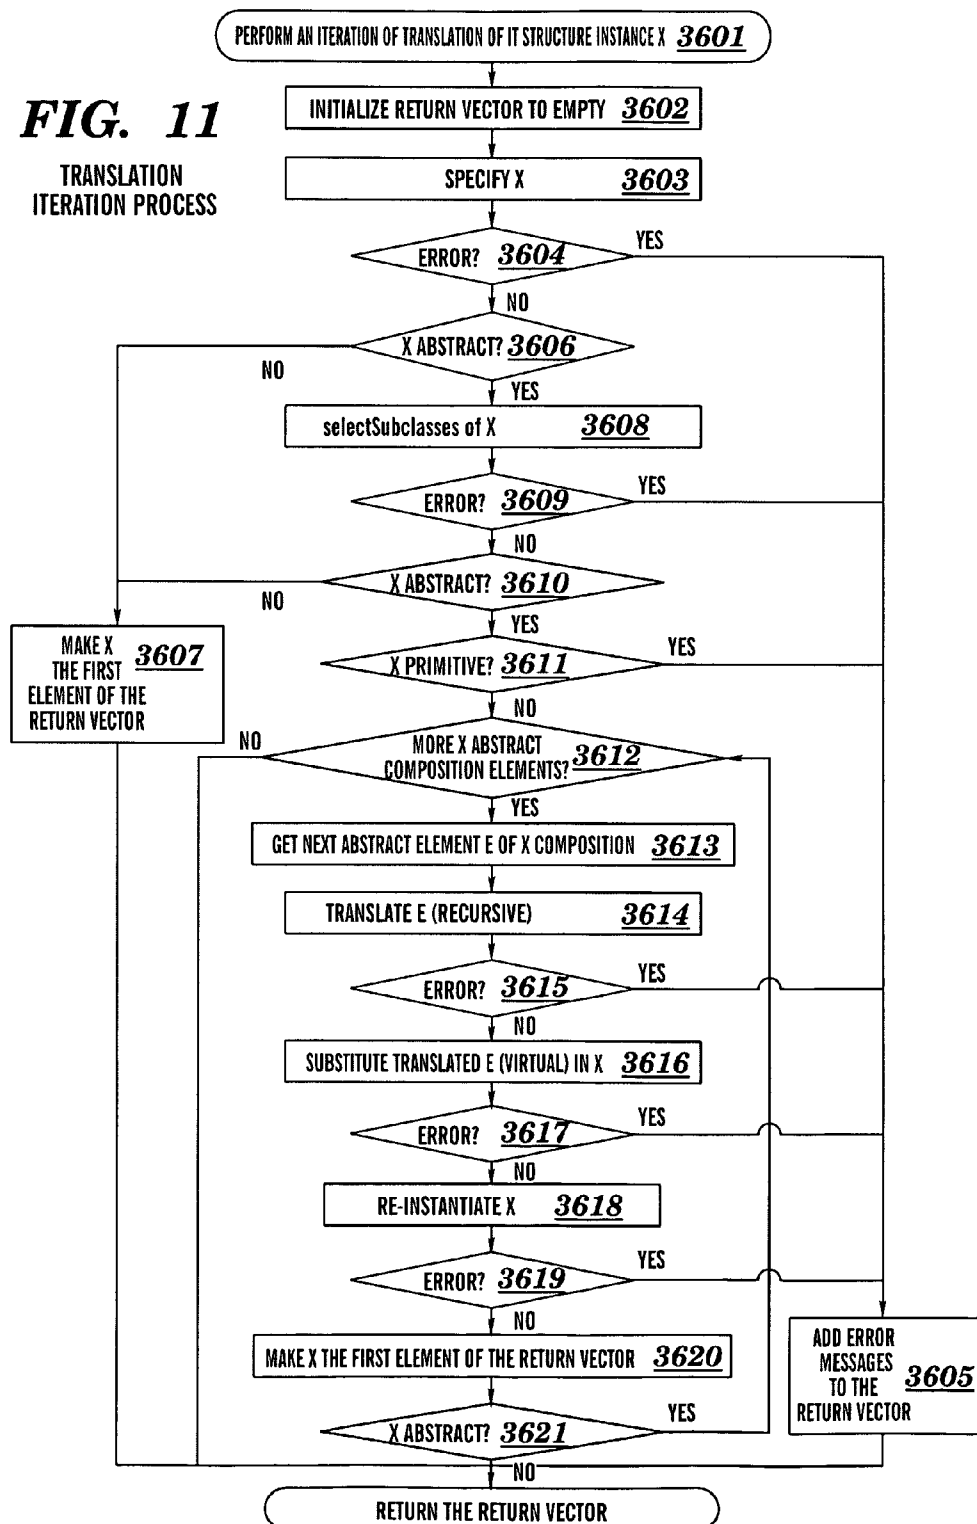 PERFORM AN ITERATION OF TRANSLATION OF IT STRUCTURE INSTANCE X 3601
FIG. 11
TRANSLATION
ITERATION PROCESS
INITIALIZE RETURN VECTOR TO EMPTY 3602
SPECIFY X 3603
ERROR? 3604
YES
NO
X ABSTRACT? 3606
NO
YES
selectSubclasses of X 3608
ERROR? 3609
YES
NO
X ABSTRACT? 3610
NO
YES
MAKE X 3607
THE FIRST
ELEMENT OF THE
RETURN VECTOR
X PRIMITIVE? 3611
YES
NO
MORE X ABSTRACT
COMPOSITION ELEMENTS? 3612
NO
YES
GET NEXT ABSTRACT ELEMENT E OF X COMPOSITION 3613
TRANSLATE E (RECURSIVE) 3614
ERROR? 3615
YES
NO
SUBSTITUTE TRANSLATED E (VIRTUAL) IN X 3616
ERROR? 3617
YES
NO
RE-INSTANTIATE X 3618
ERROR? 3619
YES
NO
MAKE X THE FIRST ELEMENT OF THE RETURN VECTOR 3620
ADD ERROR
MESSAGES
TO THE 3605
RETURN VECTOR
X ABSTRACT? 3621
YES
NO
RETURN THE RETURN VECTOR